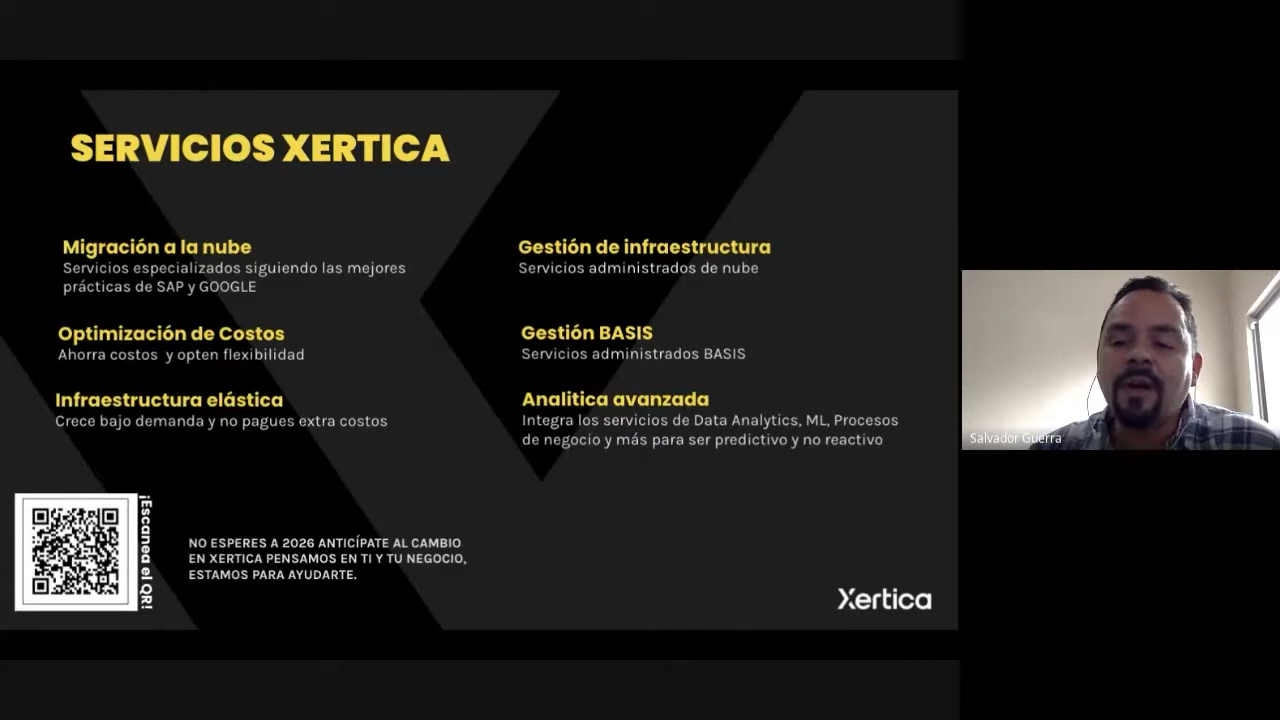 SERVICIOS XERTICA
Migración a la nube
Servicios especializados siguiendo las mejores
prácticas de SAP y GOOGLE
Optimización de Costos
Ahorra costos y opten flexibilidad
Infraestructura elástica
Crece bajo demanda y no pagues extra costos
Gestión de infraestructura
Servicios administrados de nube
Gestión BASIS
Servicios administrados BASIS
Analitica avanzada
Integra los servicios de Data Analytics, ML, Procesos
de negocio y más para ser predictivo y no reactivo
¡Escanea el QR!
NO ESPERES A 2026 ANTICÍPATE AL CAMBIO
EN XERTICA PENSAMOS EN TI Y TU NEGOCIO,
ESTAMOS PARA AYUDARTE.
Xertica
Salvador Guerra